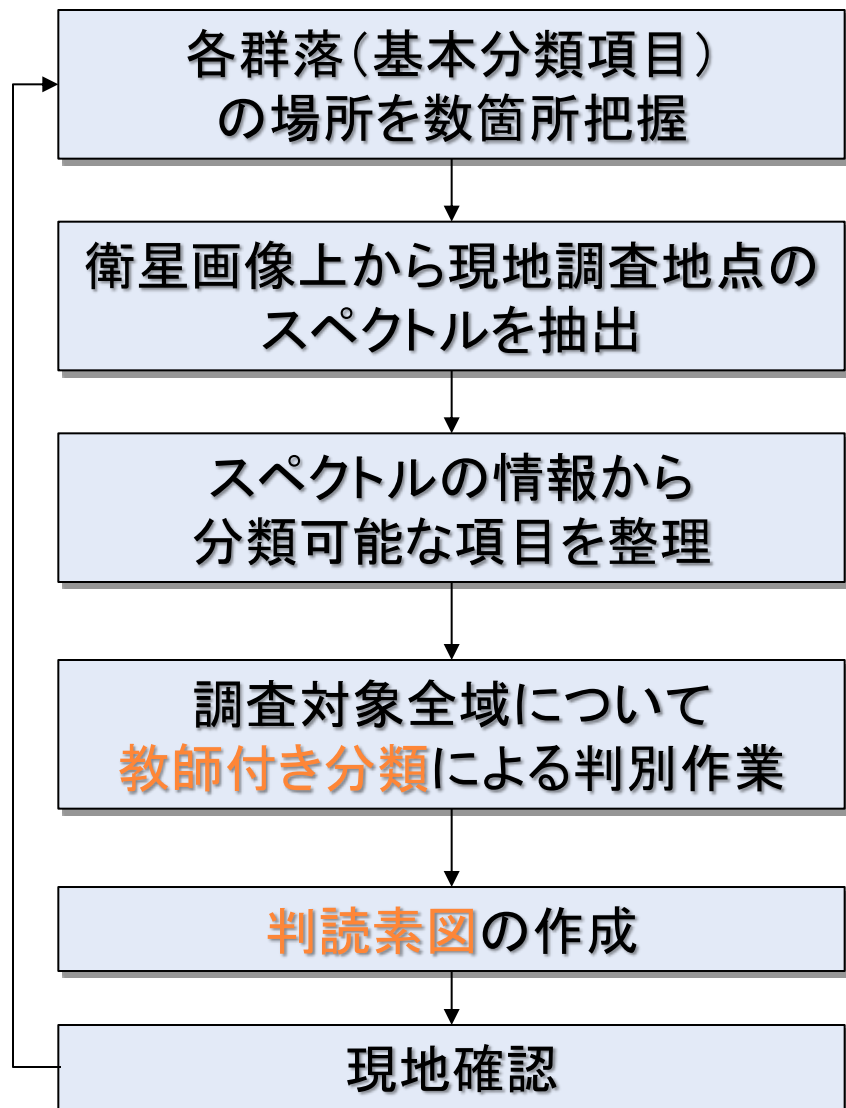 各群落（基本分類項目）
の場所を数箇所把握
衛星画像上から現地調査地点の
スペクトルを抽出
スペクトルの情報から
分類可能な項目を整理
調査対象全域について
教師付き分類による判別作業
判読素図の作成
現地確認